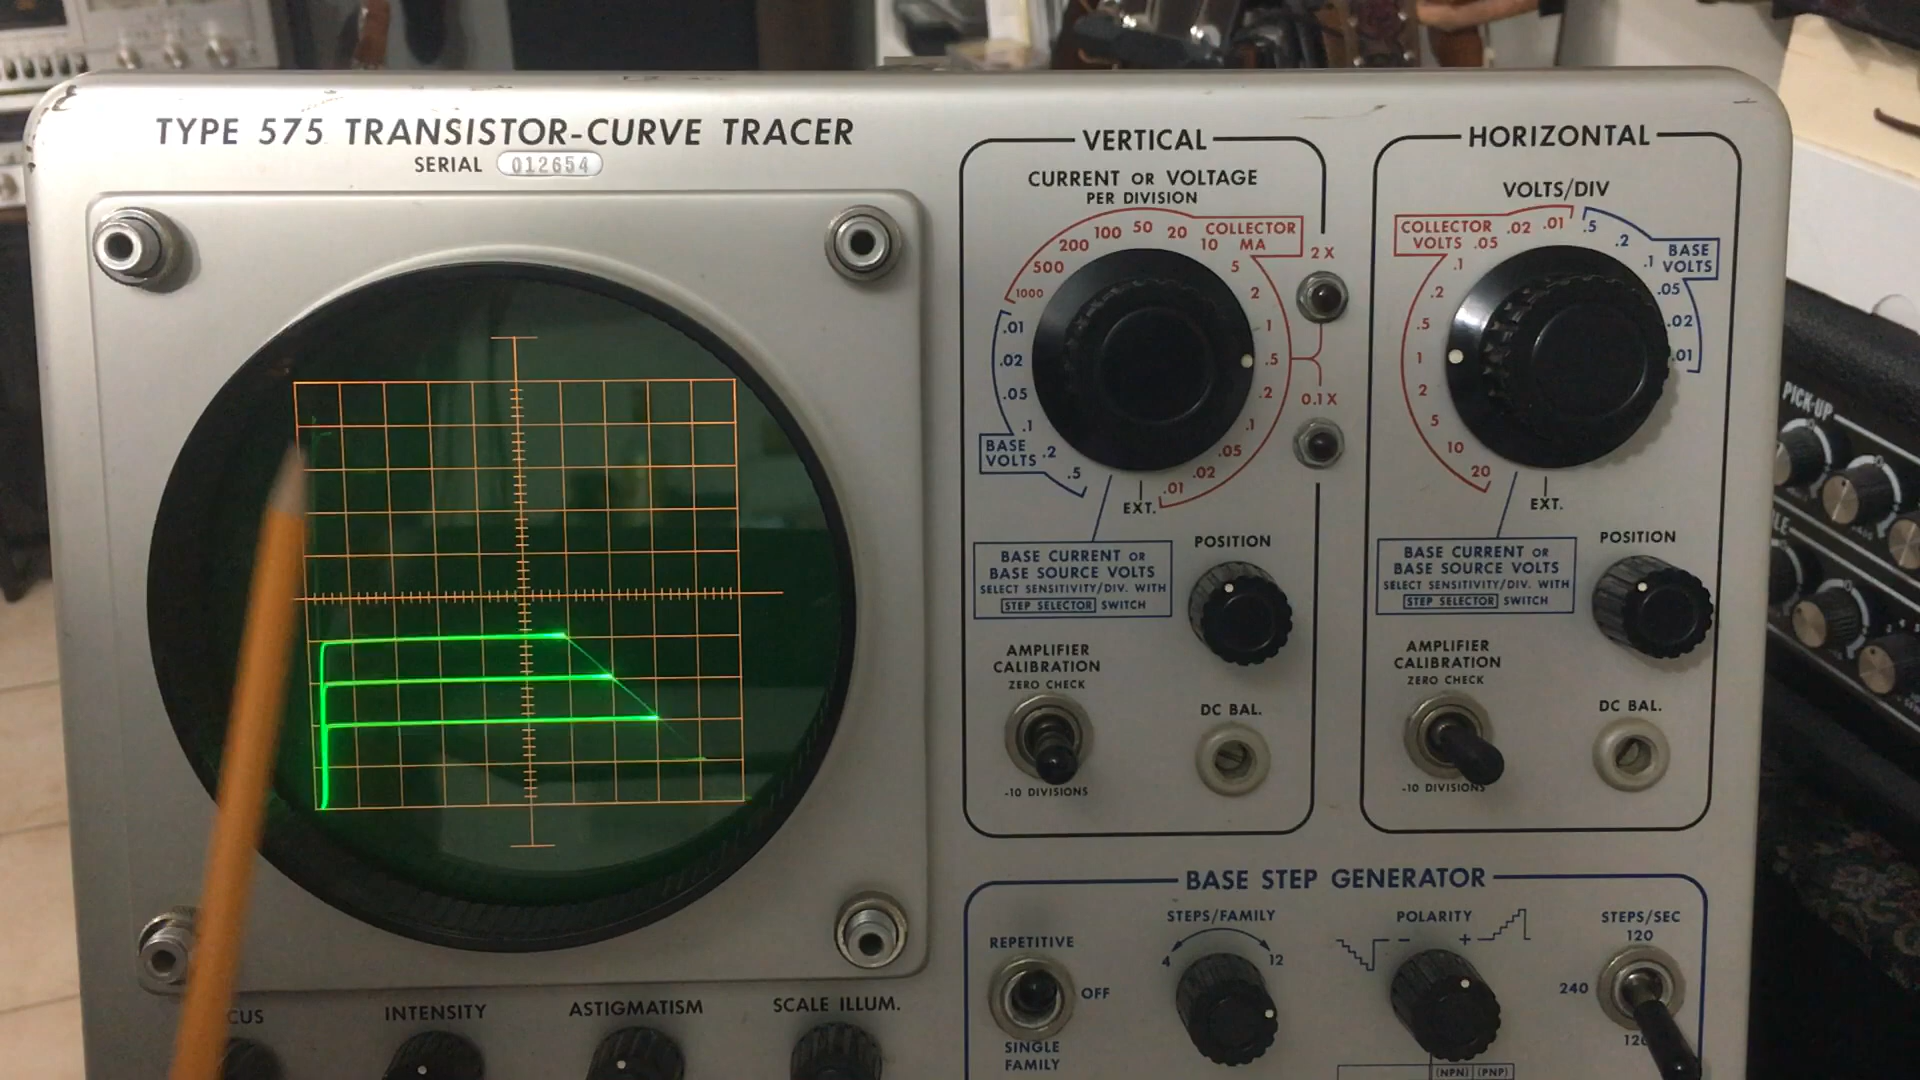 TYPE 575 TRANSISTOR-CURVE TRACER
SERIAL 012654
VERTICAL
CURRENT OR VOLTAGE
PER DIVISION
1000
500
200
100
50
20
10
COLLECTOR
MA
5
2
1
.5
.2
.1
.05
.02
.01
EXT.
.01
.02
.05
.1
.2
.5
BASE
VOLTS
2 X
0.1 X
BASE CURRENT OR
BASE SOURCE VOLTS
SELECT SENSITIVITY/DIV. WITH
STEP SELECTOR SWITCH
POSITION
AMPLIFIER
CALIBRATION
ZERO CHECK
-10 DIVISIONS
DC BAL.
HORIZONTAL
VOLTS/DIV
COLLECTOR
VOLTS
.01
.02
.05
.1
.2
.5
1
2
5
10
20
EXT.
.5
.2
.1
BASE
VOLTS
.05
.02
.01
BASE CURRENT OR
BASE SOURCE VOLTS
SELECT SENSITIVITY/DIV. WITH
STEP SELECTOR SWITCH
POSITION
AMPLIFIER
CALIBRATION
ZERO CHECK
-10 DIVISIONS
DC BAL.
BASE STEP GENERATOR
REPETITIVE
OFF
SINGLE
FAMILY
STEPS/FAMILY
4 12
POLARITY
- +
(NPN) (PNP)
STEPS/SEC
120
240
CUS
INTENSITY
ASTIGMATISM
SCALE ILLUM.
PICK-UP